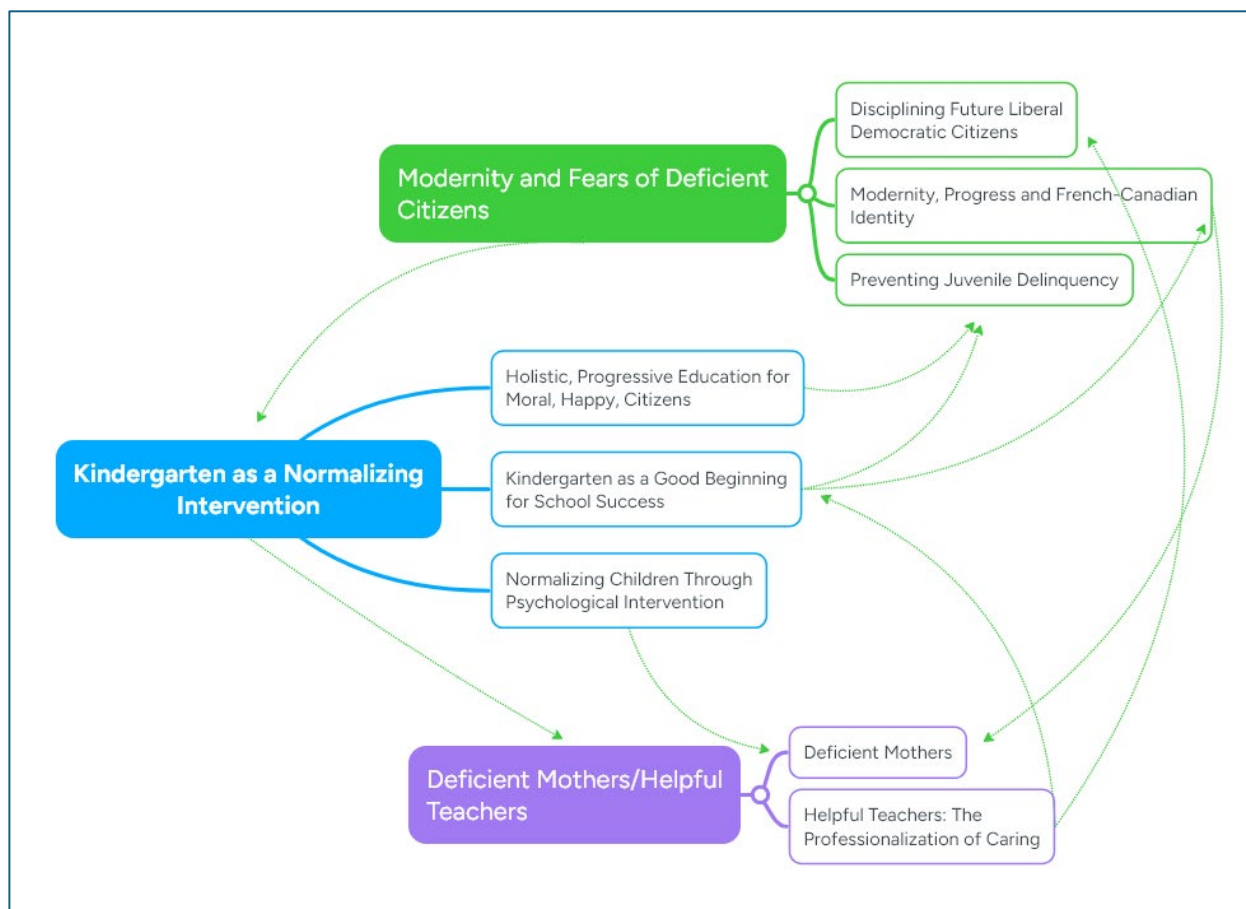 Disciplining Future Liberal
Democratic Citizens
Modernity and Fears of Deficient
Citizens
Modernity, Progress and French-Canadian
Identity
Preventing Juvenile Delinquency
Holistic, Progressive Education for
Moral, Happy, Citizens
Kindergarten as a Normalizing
Intervention
Kindergarten as a Good Beginning
for School Success
Normalizing Children Through
Psychological Intervention
Deficient Mothers/Helpful
Teachers
Deficient Mothers
Helpful Teachers: The
Professionalization of Caring